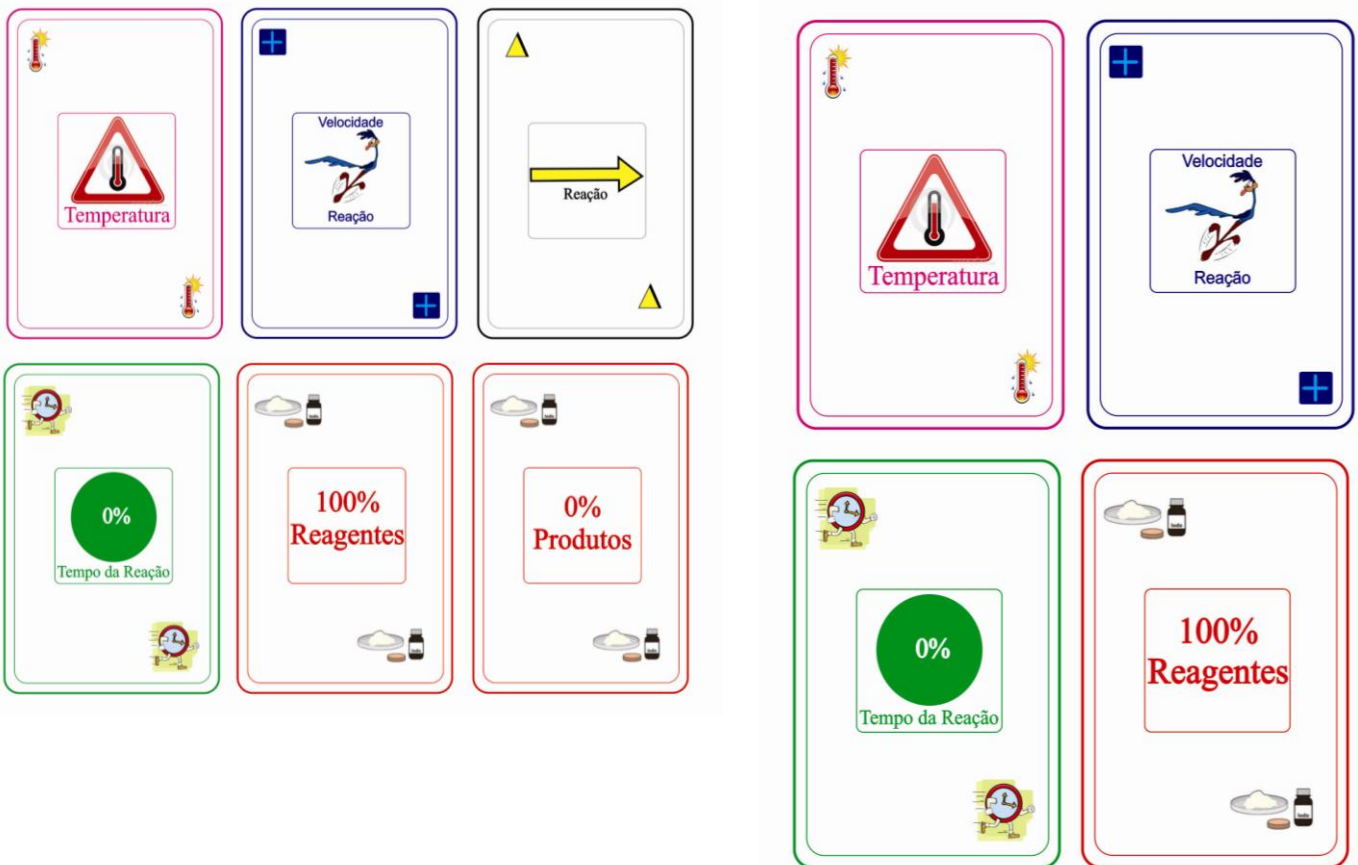 Temperatura
Velocidade
Reação
Reação
0%
Tempo da Reação
100%
Reagentes
0%
Produtos
Temperatura
Velocidade
Reação
0%
Tempo da Reação
100%
Reagentes